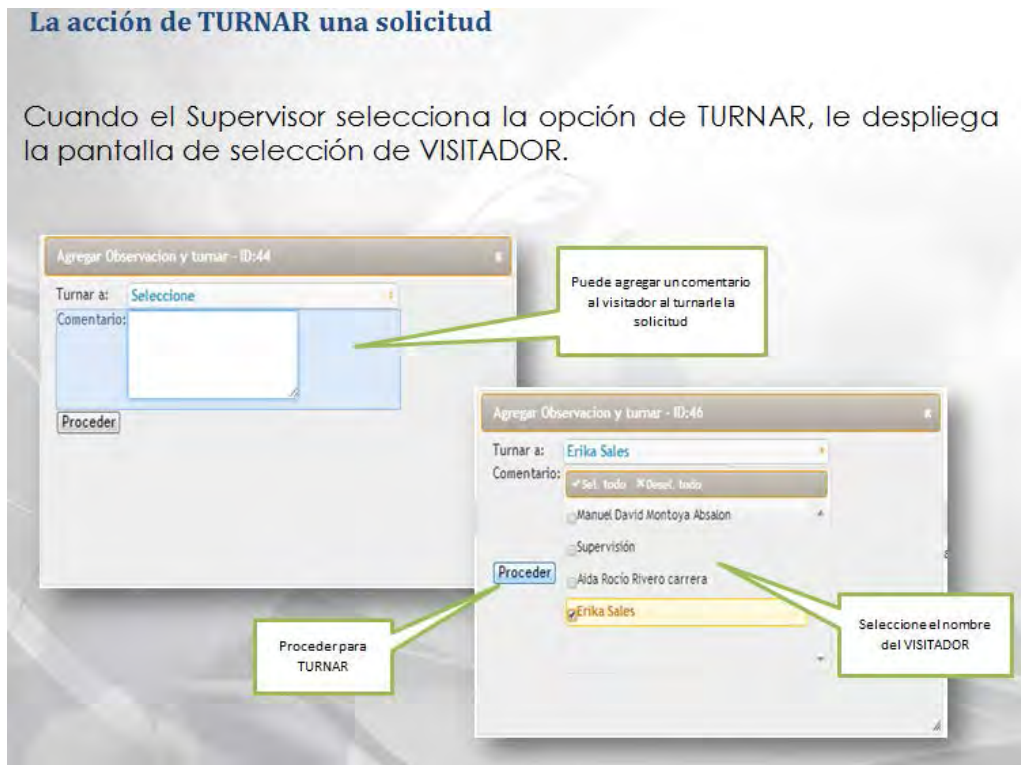 La acción de TURNAR una solicitud
Cuando el Supervisor selecciona la opción de TURNAR, le despliega
la pantalla de selección de VISITADOR.
Agregar Observacion y turnar - ID:44
Turnar a: Seleccione
Comentario:
Proceder
Puede agregar un comentario
al visitador al turnarle la
solicitud
Agregar Observacion y turnar - ID:46
Turnar a: Erika Sales
Comentario:
Sel. todo Desel. todo
Manuel David Montoya Absalon
Supervisión
Proceder
Aida Rocío Rivero carrera
Erika Sales
Proceder para
TURNAR
Seleccione el nombre
del VISITADOR